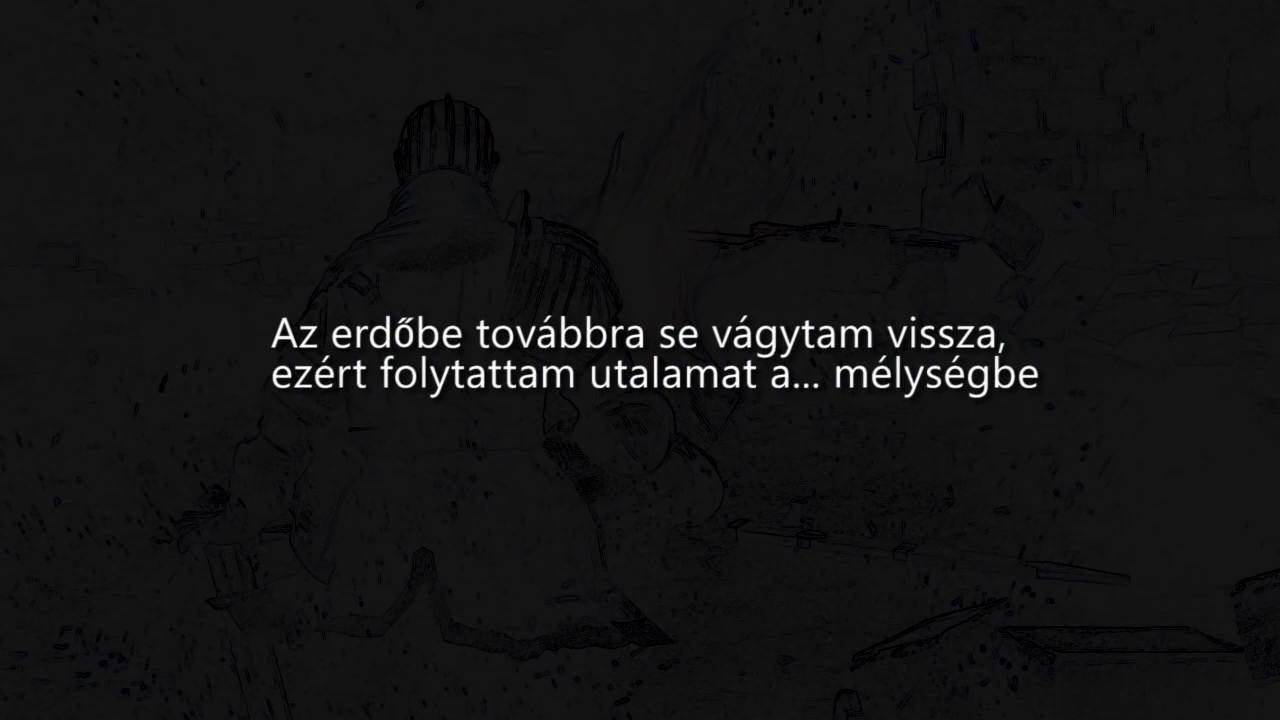 Az erdőbe továbbra se vágytam vissza,
ezért folytattam utalamat a... mélységbe